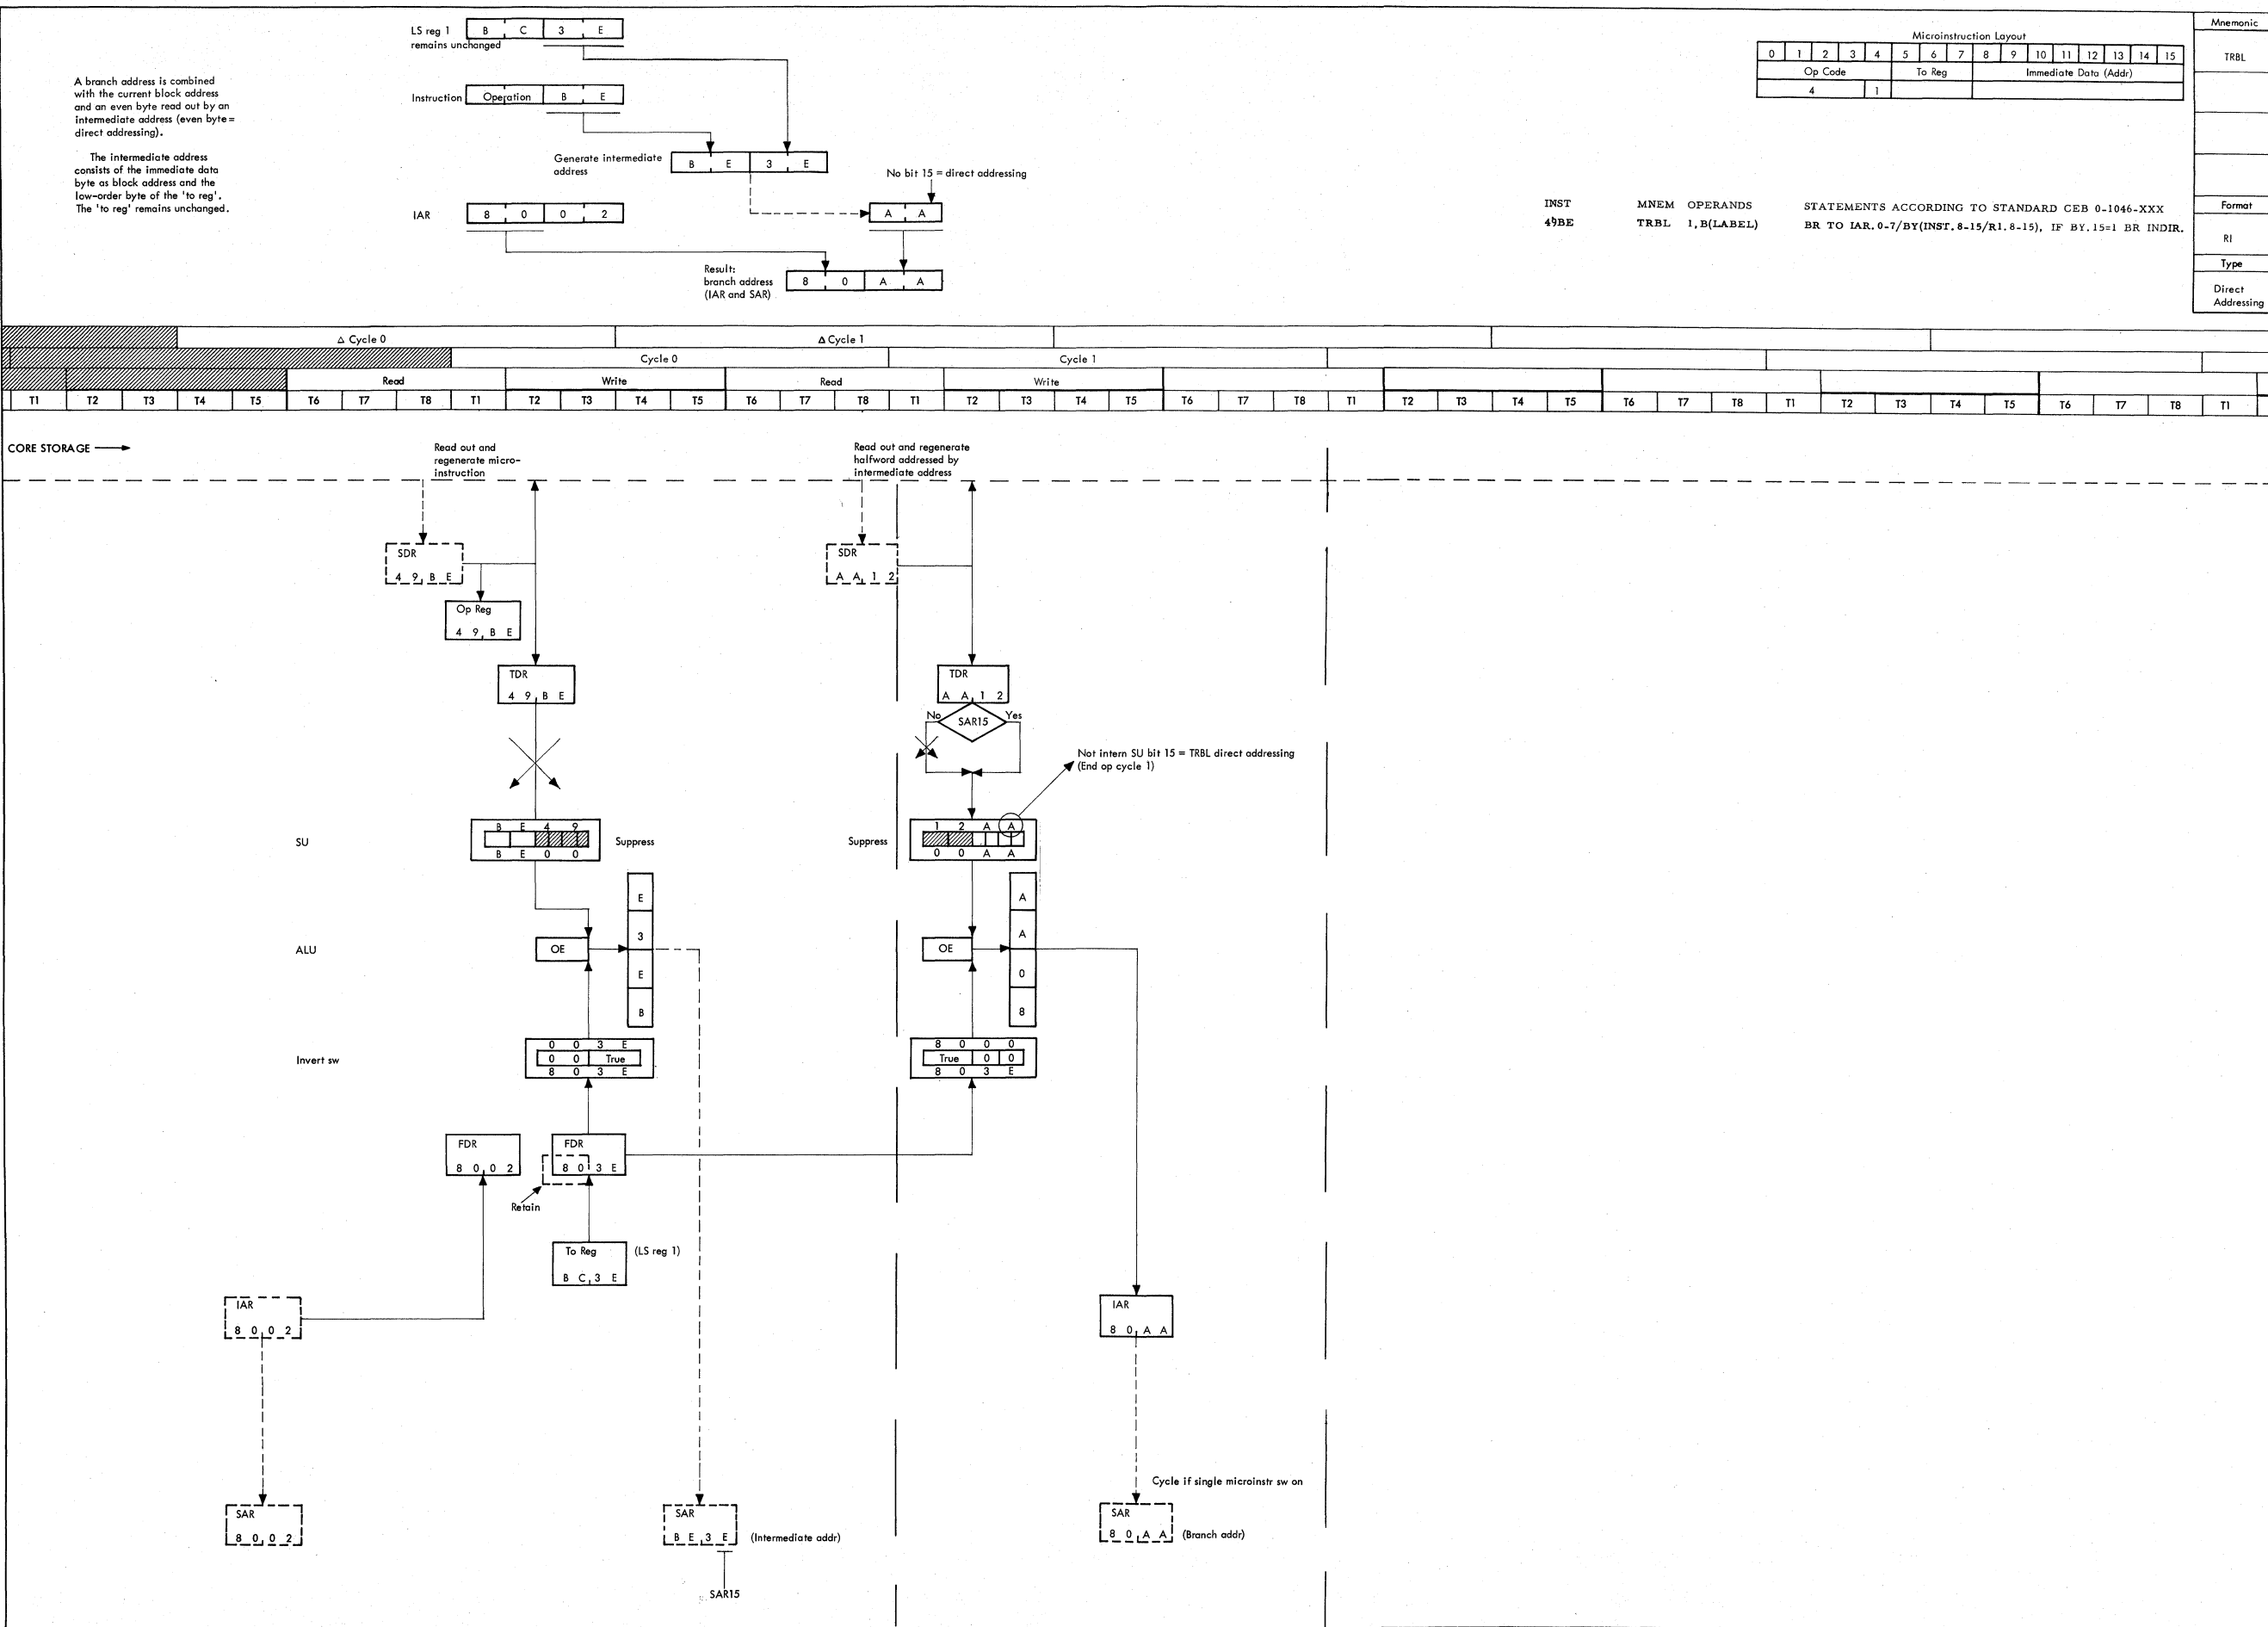 LS reg 1
remains unchanged
B C 3 E
A branch address is combined
with the current block address
and an even byte read out by an
intermediate address (even byte =
direct addressing).
The intermediate address
consists of the immediate data
byte as block address and the
low-order byte of the 'to reg'.
The 'to reg' remains unchanged.
Instruction Operation B E
Generate intermediate
address
B E 3 E
No bit 15 = direct addressing
IAR 8 0 0 2
A A
Result:
branch address
(IAR and SAR)
8 0 A A
Microinstruction Layout
0 1 2 3 4 5 6 7 8 9 10 11 12 13 14 15
Op Code To Reg Immediate Data (Addr)
4 1
INST MNEM OPERANDS STATEMENTS ACCORDING TO STANDARD CEB 0-1046-XXX
49BE TRBL 1,B(LABEL) BR TO IAR.0-7/BY(INST.8-15/R1.8-15), IF BY.15=1 BR INDIR.
Mnemonic
TRBL
Format
RI
Type
Direct
Addressing
Δ Cycle 0 Δ Cycle 1
Cycle 0 Cycle 1
Read Write Read Write
T1 T2 T3 T4 T5 T6 T7 T8 T1 T2 T3 T4 T5 T6 T7 T8 T1 T2 T3 T4 T5 T6 T7 T8 T1 T2 T3 T4 T5 T6 T7 T8 T1 T2 T3 T4 T5 T6 T7 T8 T1
CORE STORAGE
Read out and
regenerate micro-
instruction
Read out and regenerate
halfword addressed by
intermediate address
SDR
4 9 B E
SDR
A A 1 2
Op Reg
4 9 B E
TDR
4 9 B E
TDR
A A 1 2
No SAR15 Yes
Not intern SU bit 15 = TRBL direct addressing
(End op cycle 1)
SU
B E 4 9
B E 0 0
Suppress
Suppress
1 2 A A
0 0 A A
ALU
OE
E
3
E
B
OE
A
A
0
8
Invert sw
0 0 3 E
0 0 True
8 0 3 E
8 0 0 0
True 0 0
8 0 3 E
FDR
8 0 0 2
FDR
8 0 3 E
Retain
To Reg
B C 3 E
(LS reg 1)
IAR
8 0 0 2
IAR
8 0 A A
Cycle if single microinstr sw on
SAR
8 0 0 2
SAR
B E 3 E
(Intermediate addr)
SAR
8 0 A A
(Branch addr)
SAR15